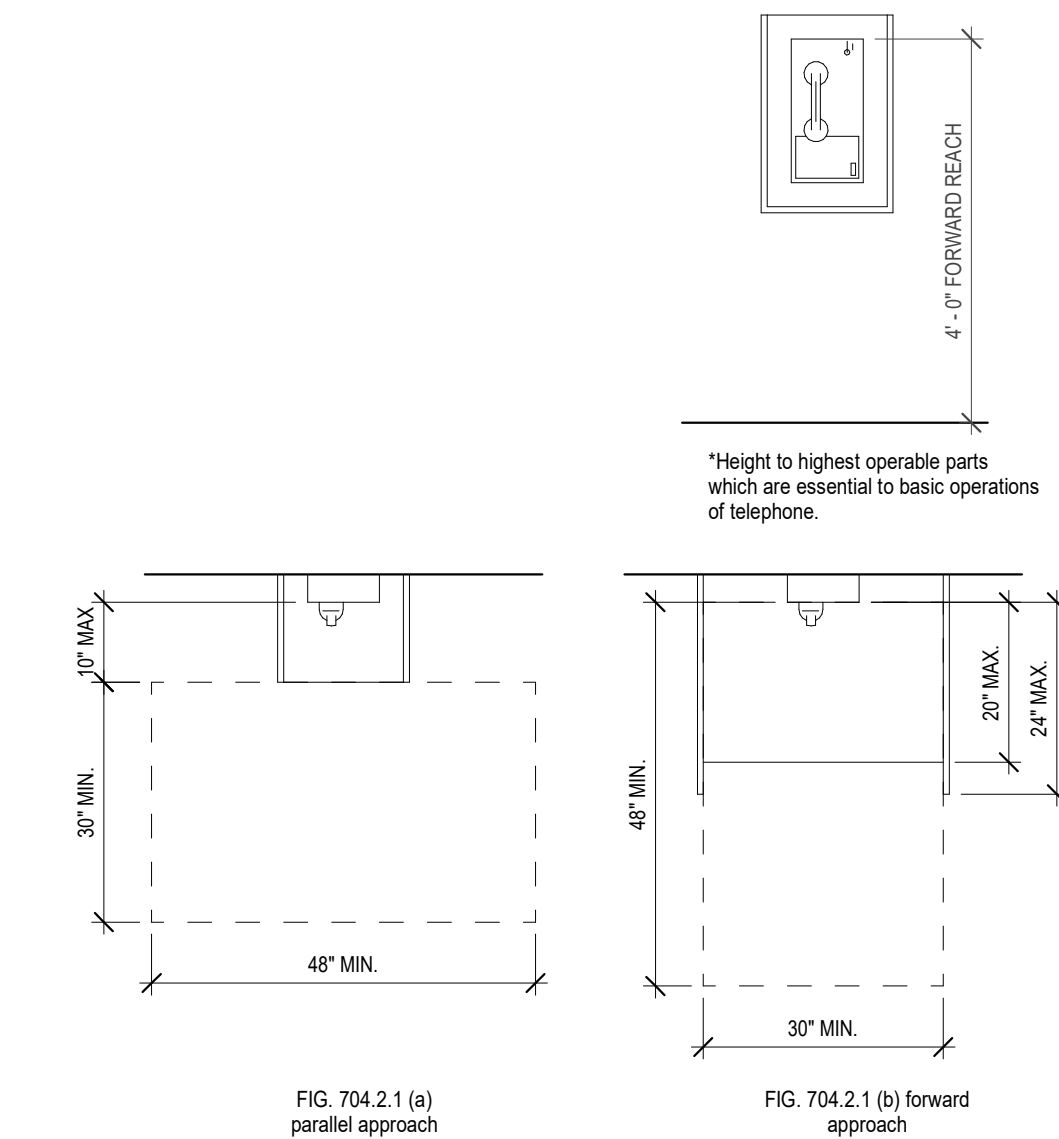 4' - 0" FORWARD REACH
*Height to highest operable parts
which are essential to basic operations
of telephone.
10" MAX
30" MIN.
48" MIN.
48" MIN.
20" MAX.
24" MAX.
30" MIN.
FIG. 704.2.1 (a)
parallel approach
FIG. 704.2.1 (b) forward
approach